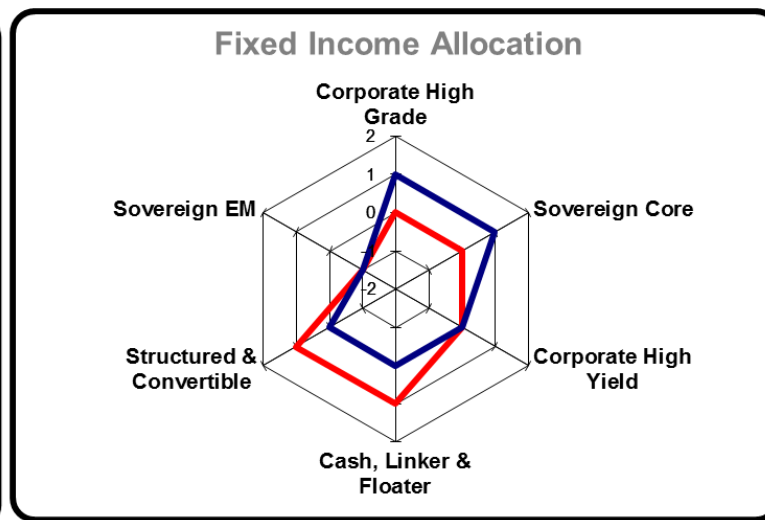 Fixed Income Allocation
Corporate High
Grade
2
1
0
-1
-2
Sovereign EM
Sovereign Core
Structured &
Convertible
Corporate High
Yield
Cash, Linker &
Floater